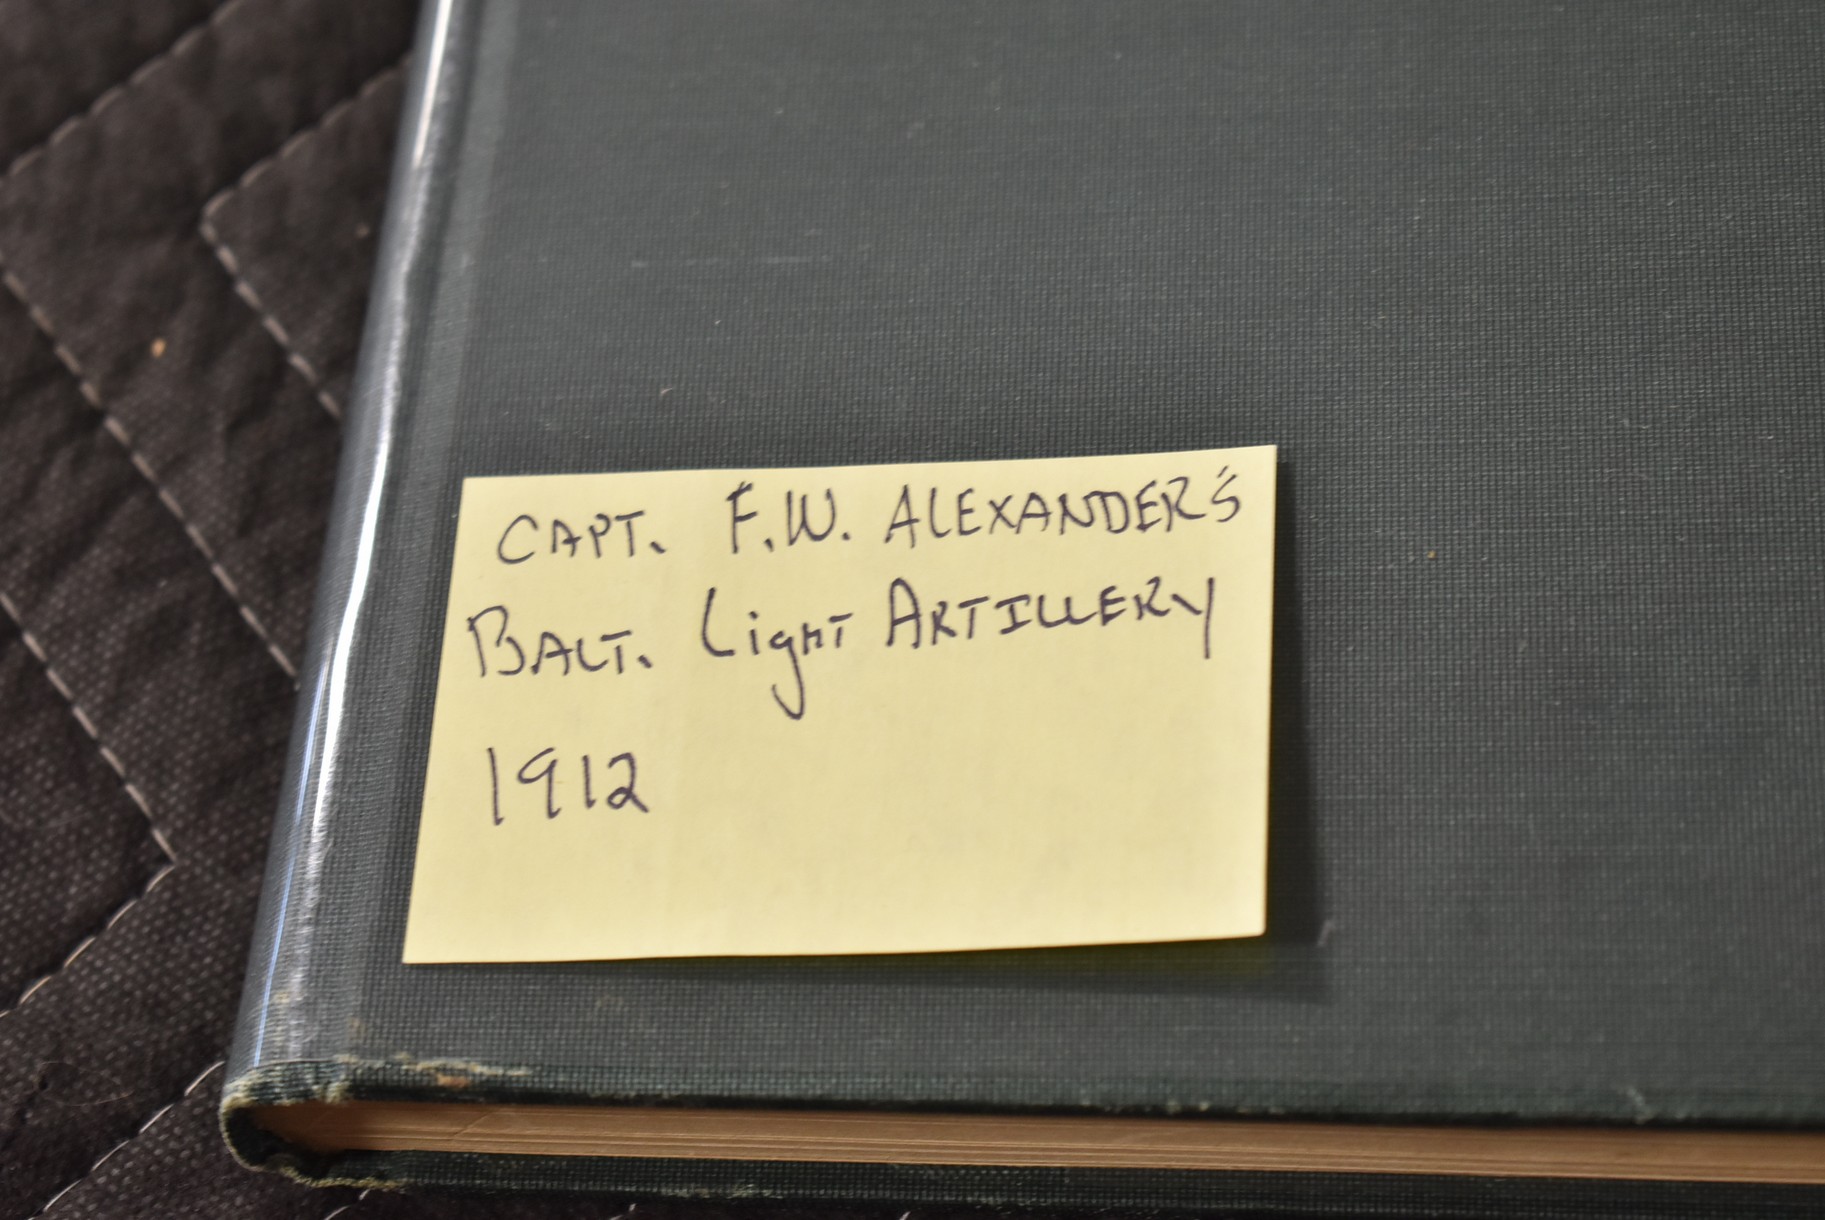 CAPT. F.W. ALEXANDER'S
BALT. Light ARTILLERY
1912